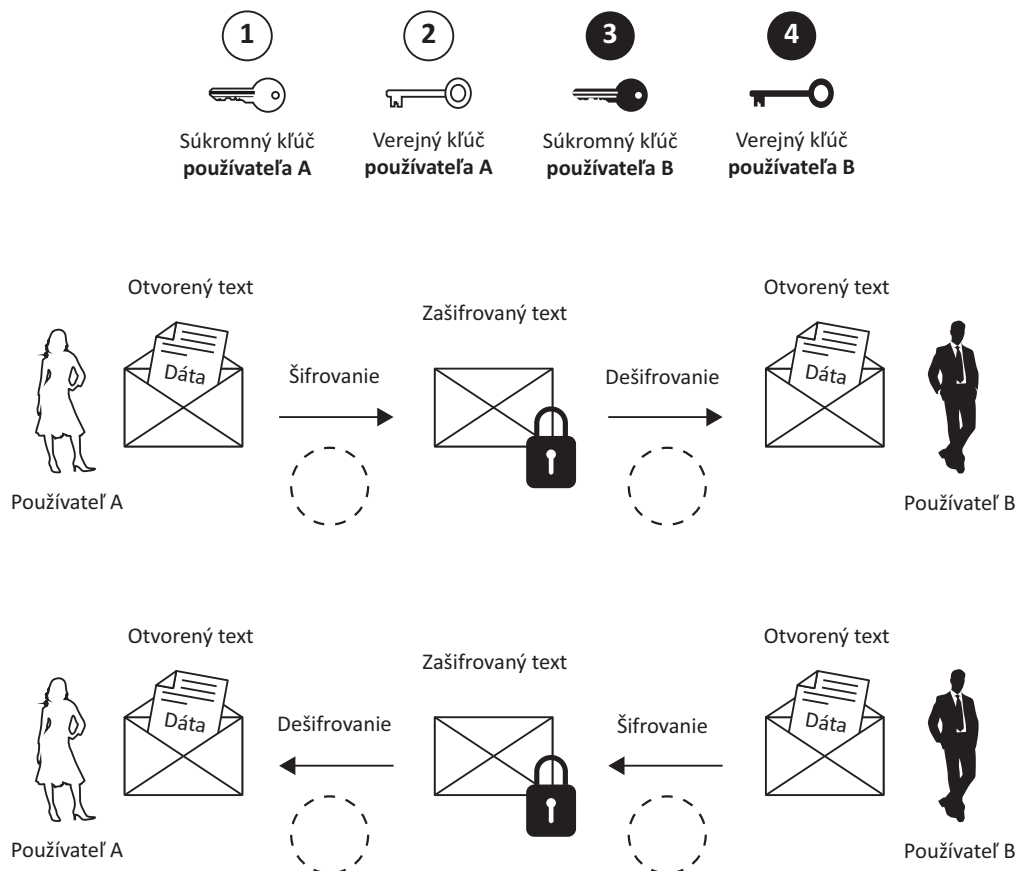 1 2 3 4
Súkromný kľúč Verejný kľúč Súkromný kľúč Verejný kľúč
používateľa A používateľa A používateľa B používateľa B
Otvorený text Otvorený text
Zašifrovaný text
Dáta Šifrovanie Dešifrovanie Dáta
Používateľ A Používateľ B
Otvorený text Otvorený text
Zašifrovaný text
Dáta Dešifrovanie Šifrovanie Dáta
Používateľ A Používateľ B